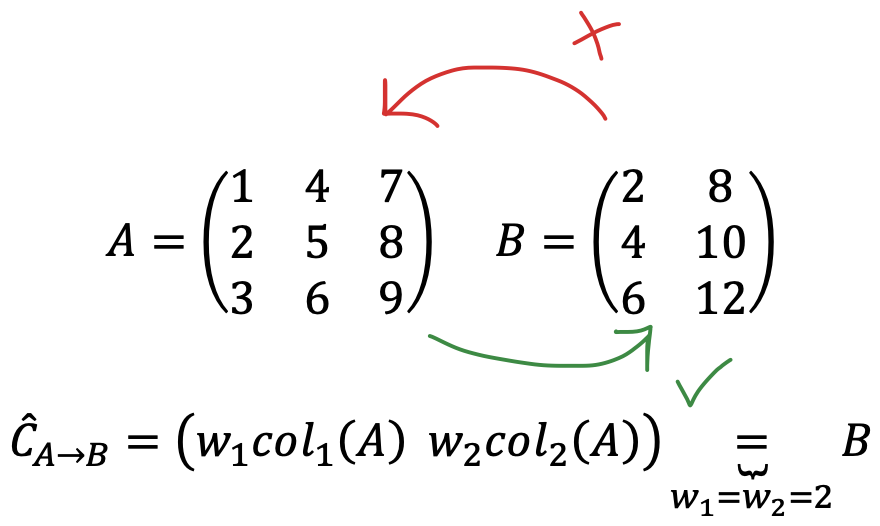 A = (1 4 7 B = (2 8
2 5 8 4 10
3 6 9) 6 12)
Ĉ_{A→B} = (w₁col₁(A) w₂col₂(A)) = B
w₁=w₂=2